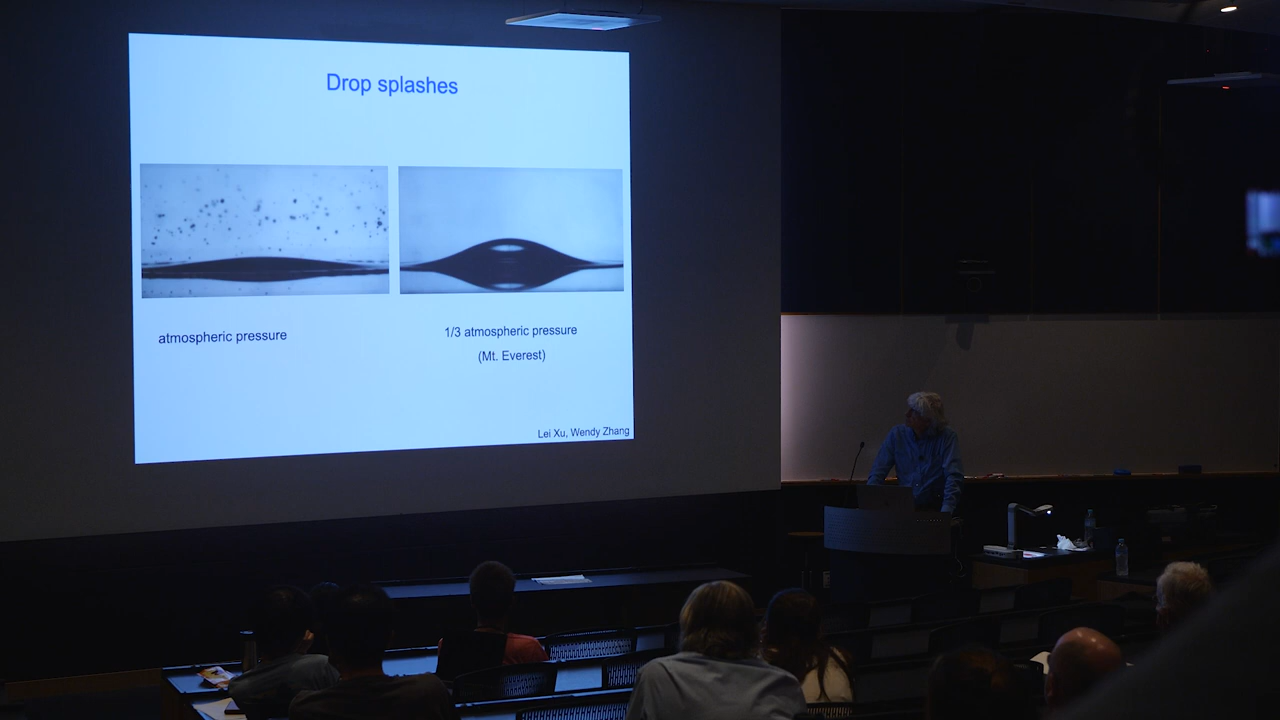 Drop splashes
atmospheric pressure
1/3 atmospheric pressure
(Mt. Everest)
Lei Xu, Wendy Zhang